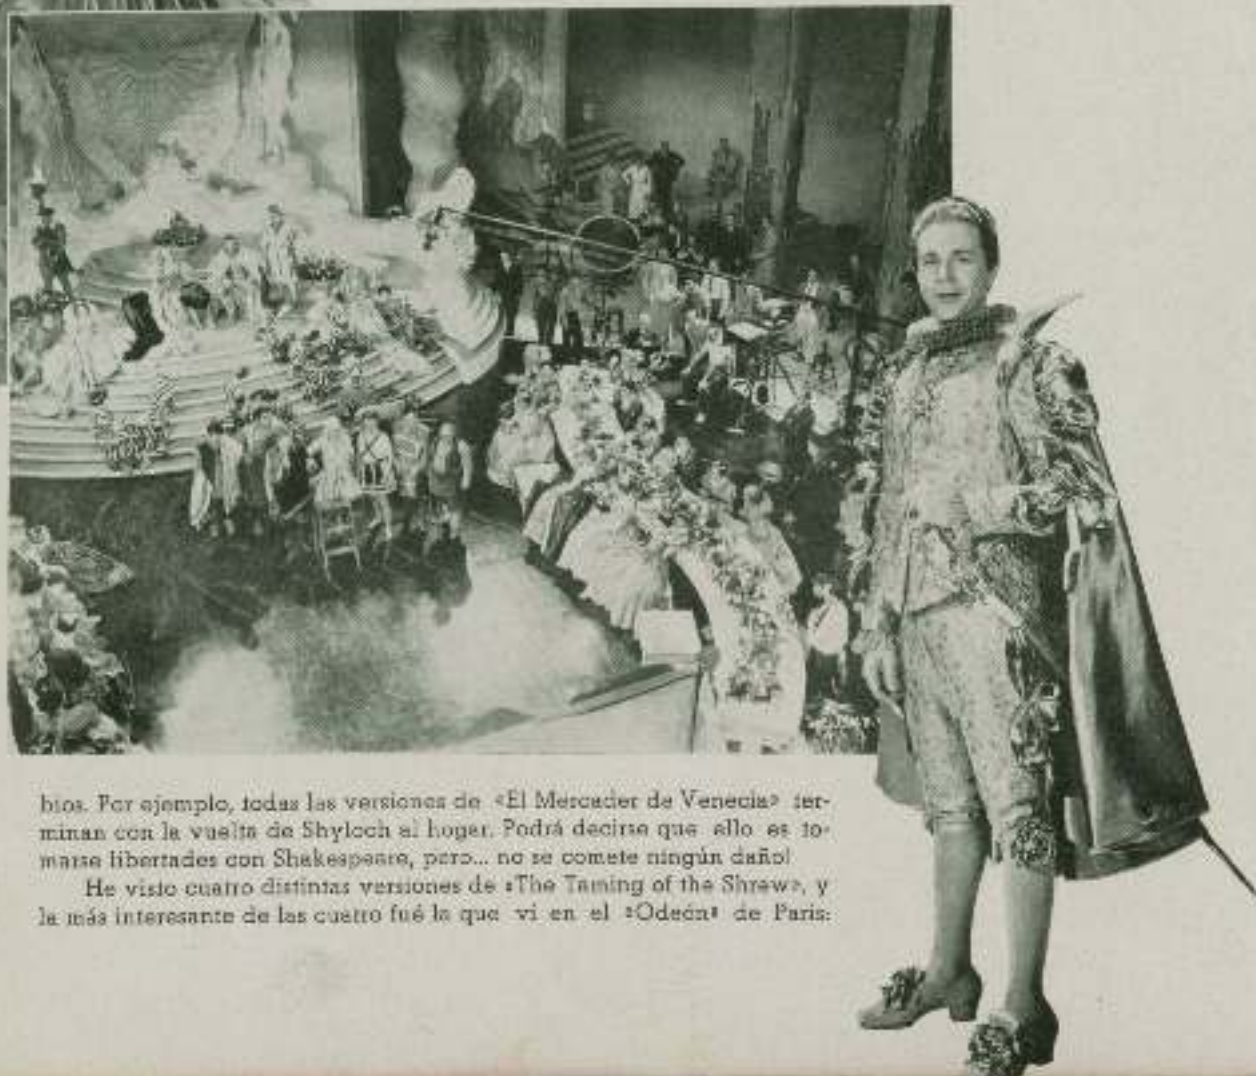 bios. Por ejemplo, todas las versiones de «El Mercader de Venecia» ter-
minan con la vuelta de Shyloch al hogar. Podrá decirse que ello es to-
marse libertades con Shakespeare, pero... no se comete ningún daño!
He visto cuatro distintas versiones de «The Taming of the Shrew», y
la más interesante de las cuatro fué la que vi en el «Odeón» de Paris: